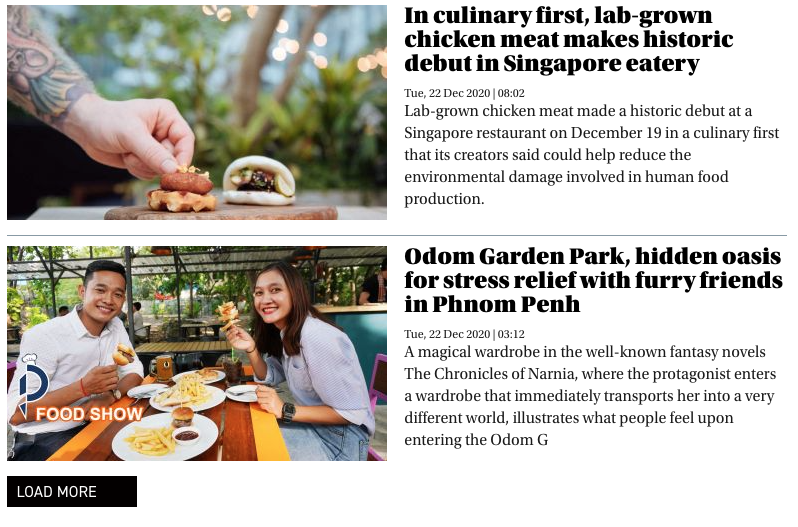 In culinary first, lab-grown
chicken meat makes historic
debut in Singapore eatery
Tue, 22 Dec 2020 | 08:02
Lab-grown chicken meat made a historic debut at a
Singapore restaurant on December 19 in a culinary first
that its creators said could help reduce the
environmental damage involved in human food
production.
Odom Garden Park, hidden oasis
for stress relief with furry friends
in Phnom Penh
Tue, 22 Dec 2020 | 03:12
A magical wardrobe in the well-known fantasy novels
The Chronicles of Narnia, where the protagonist enters
a wardrobe that immediately transports her into a very
different world, illustrates what people feel upon
entering the Odom G
FOOD SHOW
LOAD MORE